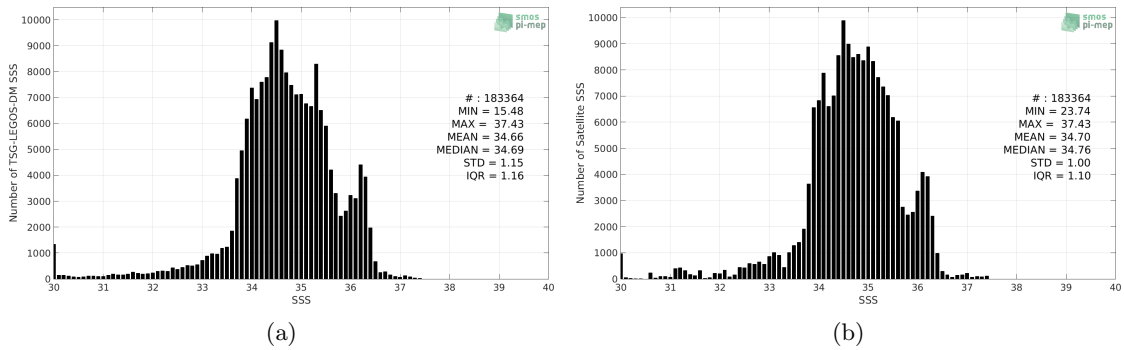 10000
9000
8000
7000
6000
5000
4000
3000
2000
1000
0
Number of TSG-LEGOS-DM SSS
smos
pi-mep
# : 183364
MIN = 15.48
MAX = 37.43
MEAN = 34.66
MEDIAN = 34.69
STD = 1.15
IQR = 1.16
30 31 32 33 34 35 36 37 38 39 40
SSS
(a)
10000
9000
8000
7000
6000
5000
4000
3000
2000
1000
0
Number of Satellite SSS
smos
pi-mep
# : 183364
MIN = 23.74
MAX = 37.43
MEAN = 34.70
MEDIAN = 34.76
STD = 1.00
IQR = 1.10
30 31 32 33 34 35 36 37 38 39 40
SSS
(b)